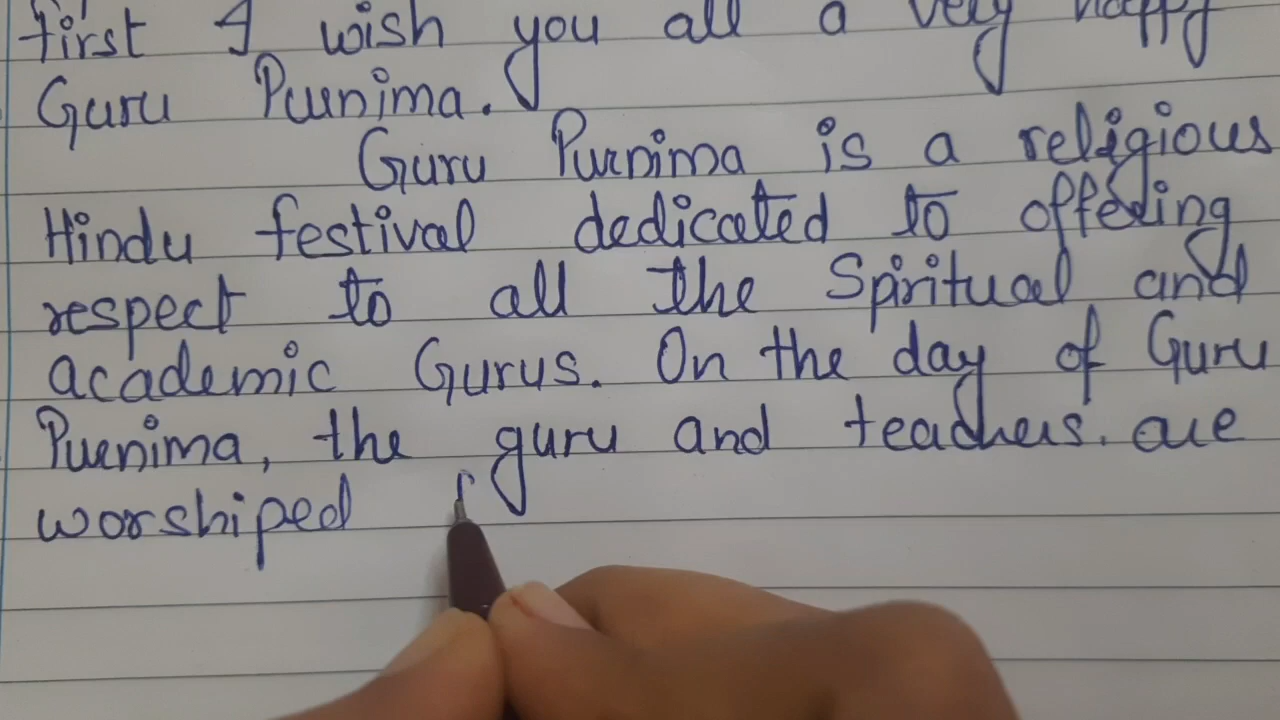 first I wish you all a very happy
Guru Purnima.
Guru Purnima is a religious
Hindu festival dedicated to offering
respect to all the Spiritual and
academic Gurus. On the day of Guru
Purnima, the guru and teachers. are
worshiped